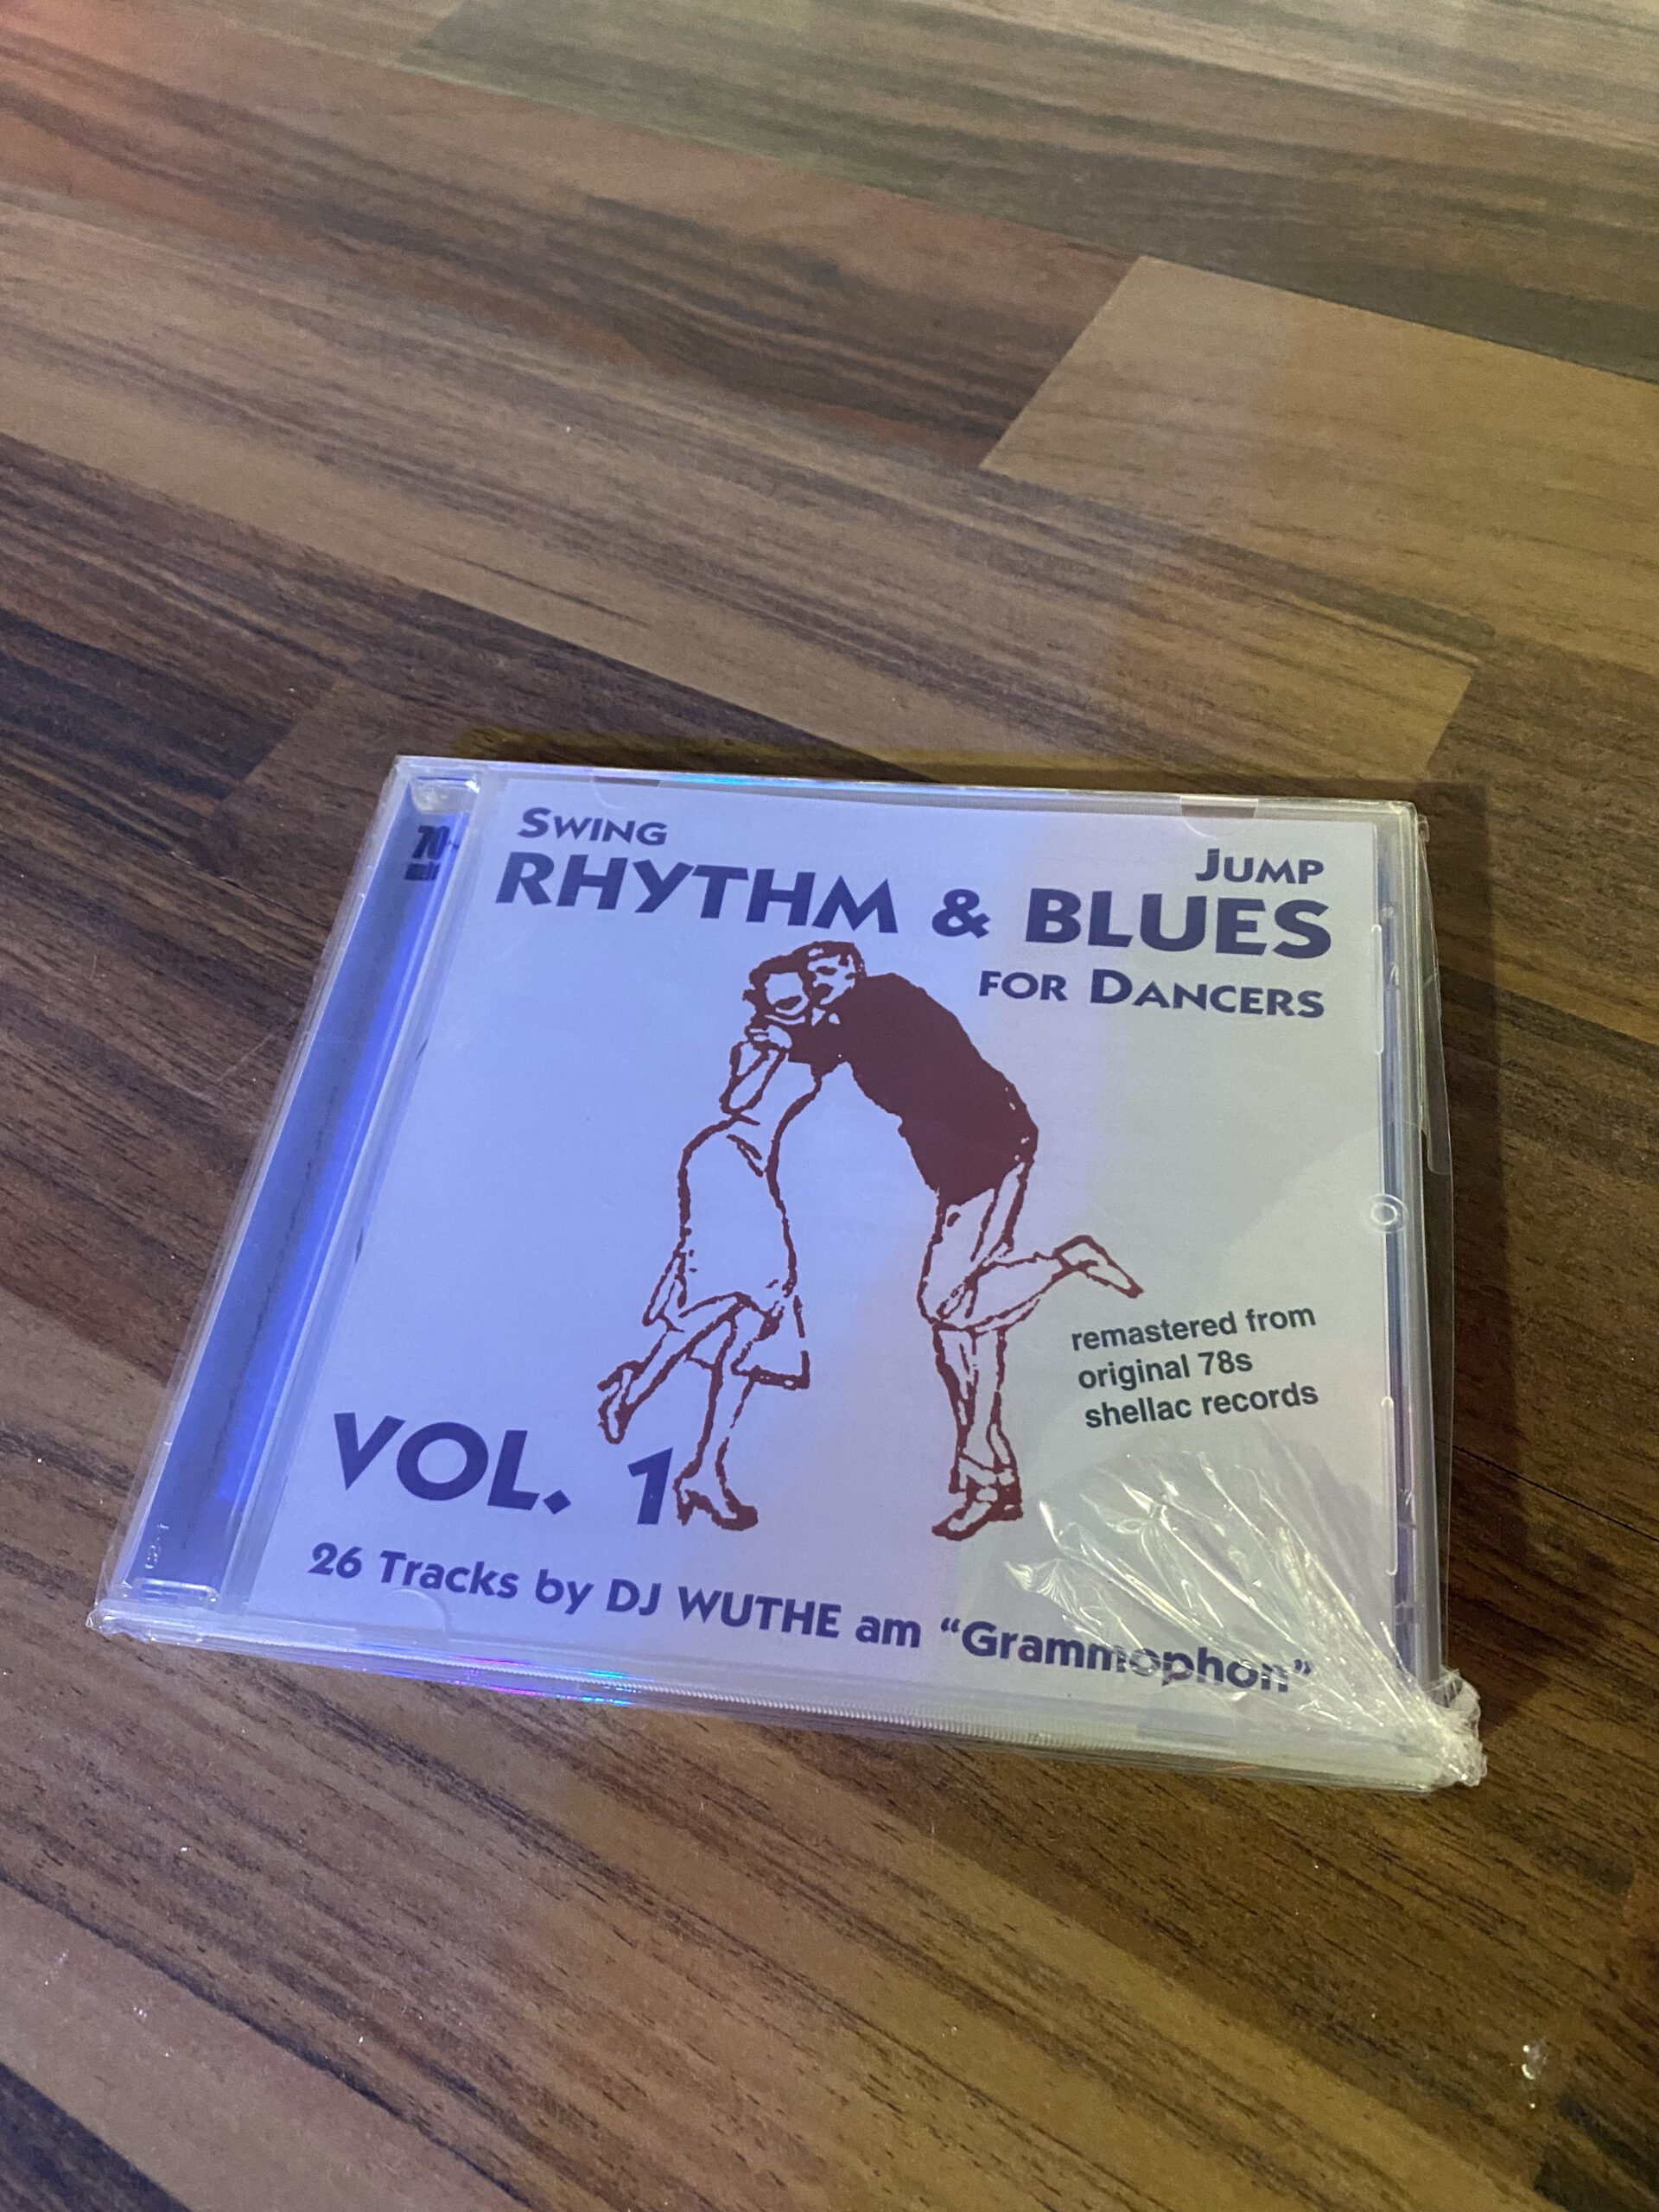 SWING
JUMP
RHYTHM & BLUES
FOR DANCERS
remastered from
original 78s
shellac records
VOL. 1
26 Tracks by DJ WUTHE am “Grammophon”